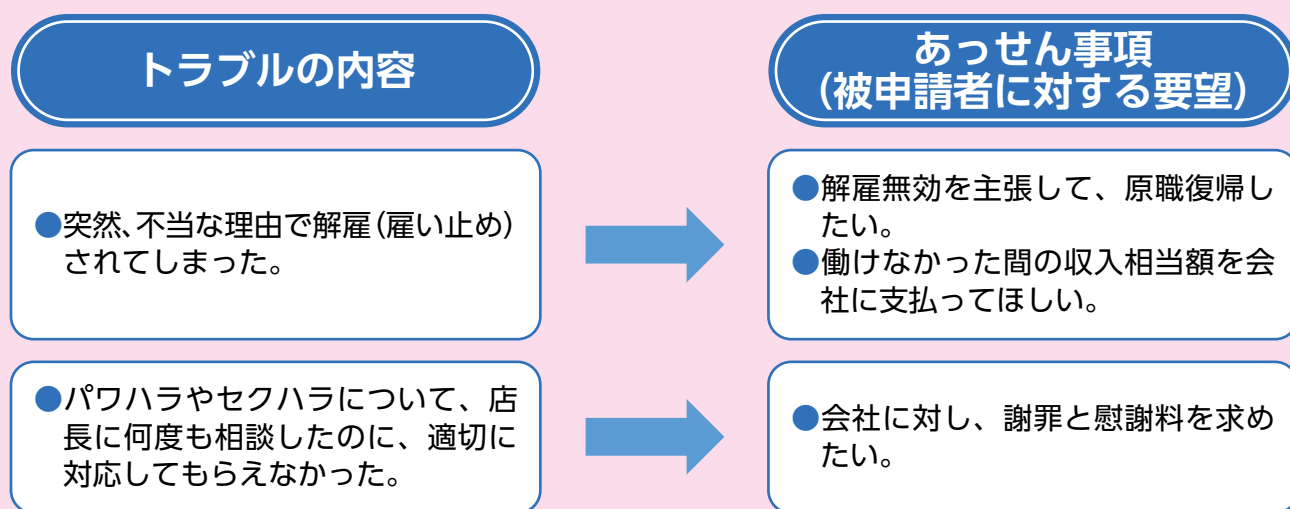 トラブルの内容
あっせん事項
(被申請者に対する要望)
●突然、不当な理由で解雇(雇い止め)
されてしまった。
●解雇無効を主張して、原職復帰し
たい。
●働けなかった間の収入相当額を会
社に支払ってほしい。
●パワハラやセクハラについて、店
長に何度も相談したのに、適切に
対応してもらえなかった。
●会社に対し、謝罪と慰謝料を求め
たい。